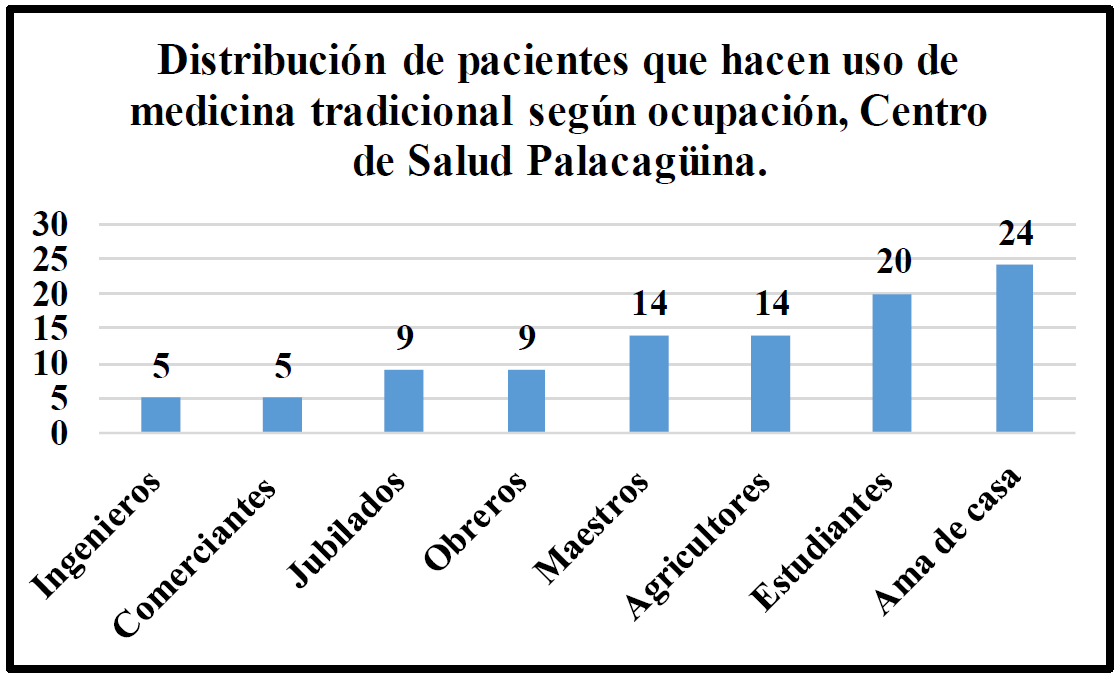 Distribución de pacientes que hacen uso de
medicina tradicional según ocupación, Centro
de Salud Palacagüina.
30
25
20
15
10
5
0
5
5
9
9
14
14
20
24
Ingenieros
Comerciantes
Jubilados
Obreros
Maestros
Agricultores
Estudiantes
Ama de casa